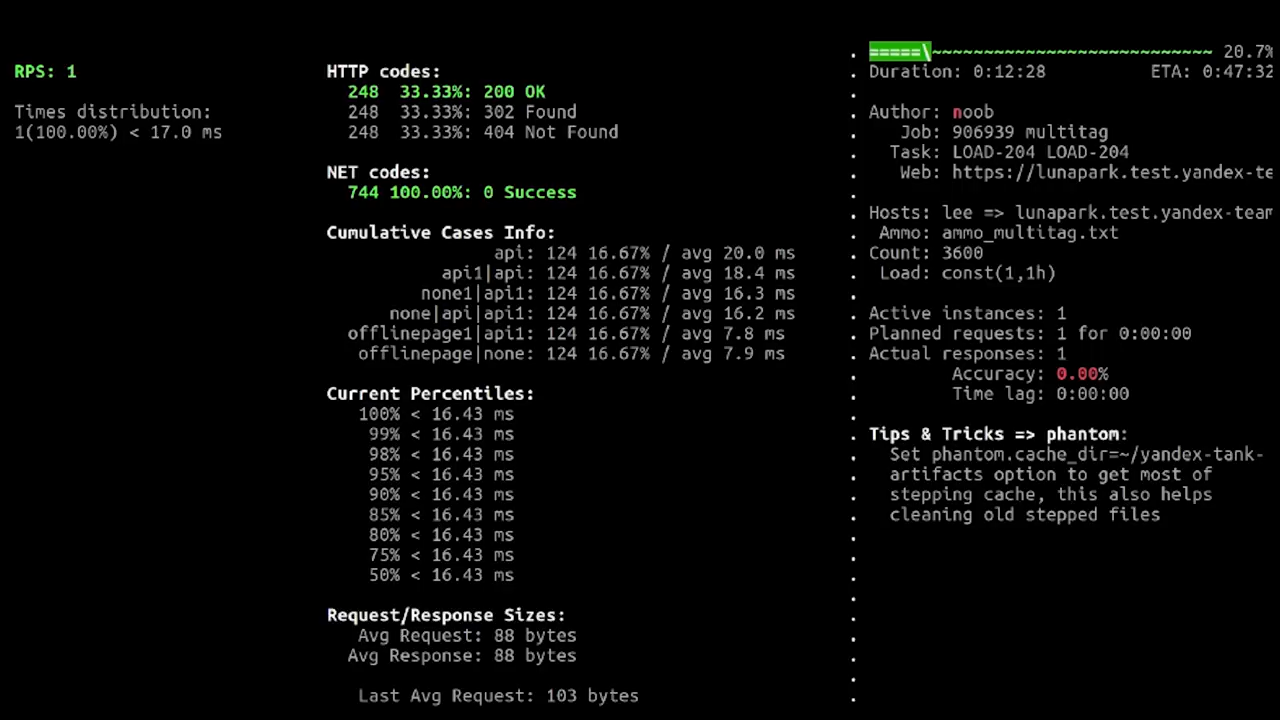 RPS: 1
Times distribution:
1(100.00%) < 17.0 ms
HTTP codes:
248 33.33%: 200 OK
248 33.33%: 302 Found
248 33.33%: 404 Not Found
NET codes:
744 100.00%: 0 Success
Cumulative Cases Info:
api: 124 16.67% / avg 20.0 ms
api1|api: 124 16.67% / avg 18.4 ms
none1|api1: 124 16.67% / avg 16.3 ms
none|api|api1: 124 16.67% / avg 16.2 ms
offlinepage1|api1: 124 16.67% / avg 7.8 ms
offlinepage|none: 124 16.67% / avg 7.9 ms
Current Percentiles:
100% < 16.43 ms
99% < 16.43 ms
98% < 16.43 ms
95% < 16.43 ms
90% < 16.43 ms
85% < 16.43 ms
80% < 16.43 ms
75% < 16.43 ms
50% < 16.43 ms
Request/Response Sizes:
Avg Request: 88 bytes
Avg Response: 88 bytes
Last Avg Request: 103 bytes
=====\~~~~~~~~~~~~~~~~~~~~~~~~~~~ 20.7%
Duration: 0:12:28 ETA: 0:47:32
Author: noob
Job: 906939 multitag
Task: LOAD-204 LOAD-204
Web: https://lunapark.test.yandex-te
Hosts: lee => lunapark.test.yandex-team
Ammo: ammo_multitag.txt
Count: 3600
Load: const(1,1h)
Active instances: 1
Planned requests: 1 for 0:00:00
Actual responses: 1
Accuracy: 0.00%
Time lag: 0:00:00
Tips & Tricks => phantom:
Set phantom.cache_dir=~/yandex-tank-
artifacts option to get most of
stepping cache, this also helps
cleaning old stepped files